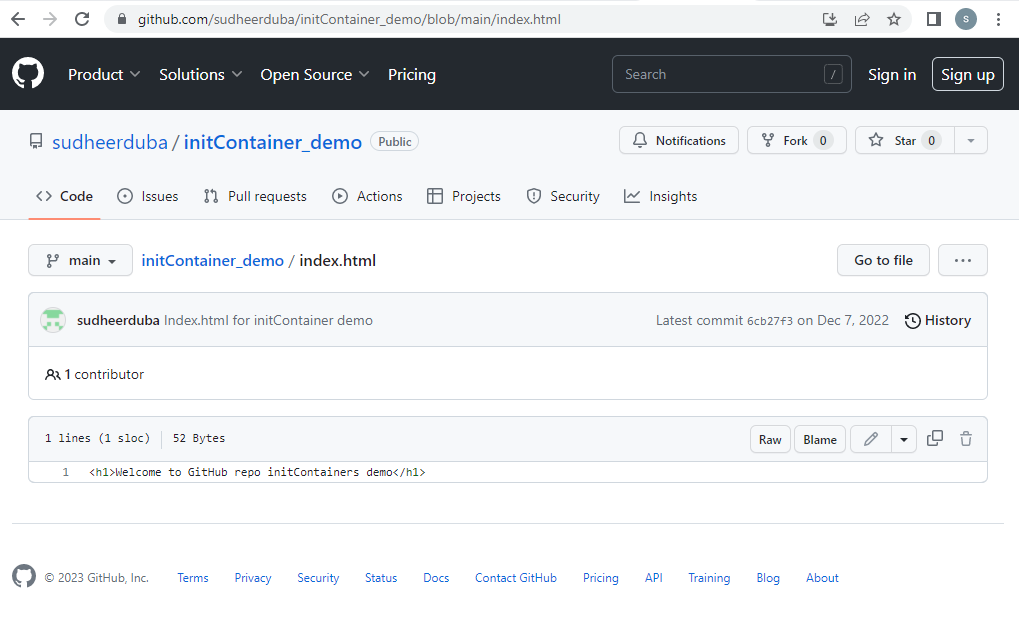 github.com/sudheerduba/initContainer_demo/blob/main/index.html
S
Product Solutions Open Source Pricing Search / Sign in Sign up
sudheerduba / initContainer_demo Public Notifications Fork 0 Star 0
Code Issues Pull requests Actions Projects Security Insights
main initContainer_demo / index.html Go to file ...
sudheerduba Index.html for initContainer demo Latest commit 6cb27f3 on Dec 7, 2022 History
1 contributor
1 lines (1 sloc) 52 Bytes Raw Blame
1 <h1>Welcome to GitHub repo initContainers demo</h1>
© 2023 GitHub, Inc. Terms Privacy Security Status Docs Contact GitHub Pricing API Training Blog About